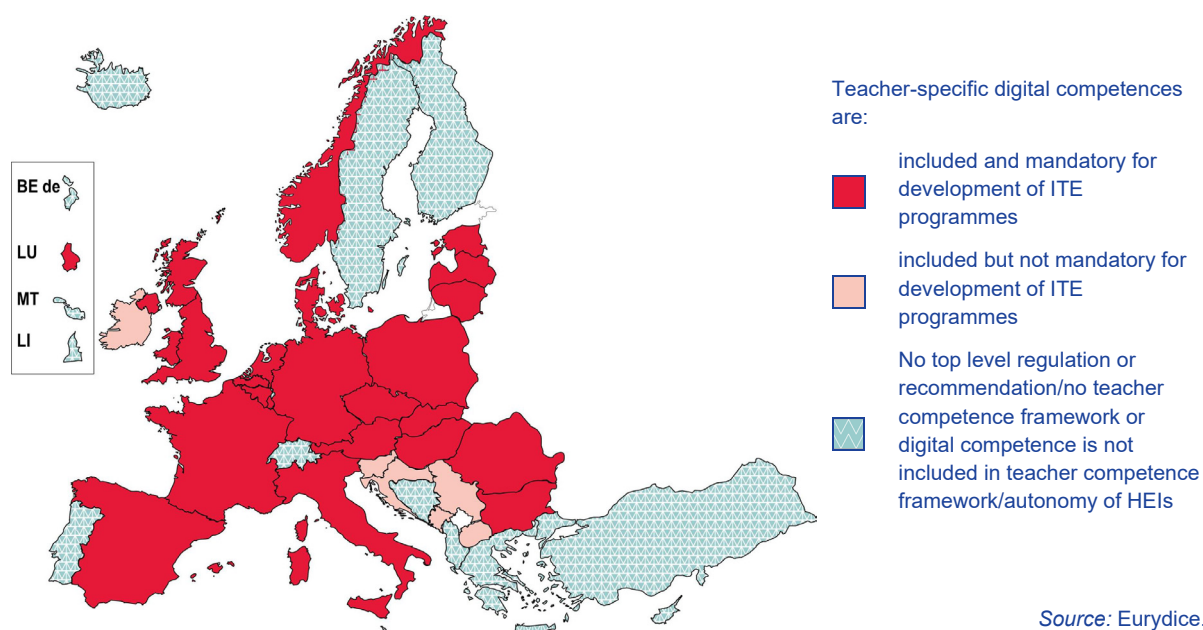 BE de
LU
MT
LI
Teacher-specific digital competences
are:
included and mandatory for
development of ITE
programmes
included but not mandatory for
development of ITE
programmes
No top level regulation or
recommendation/no teacher
competence framework or
digital competence is not
included in teacher competence
framework/autonomy of HEIs
Source: Eurydice.